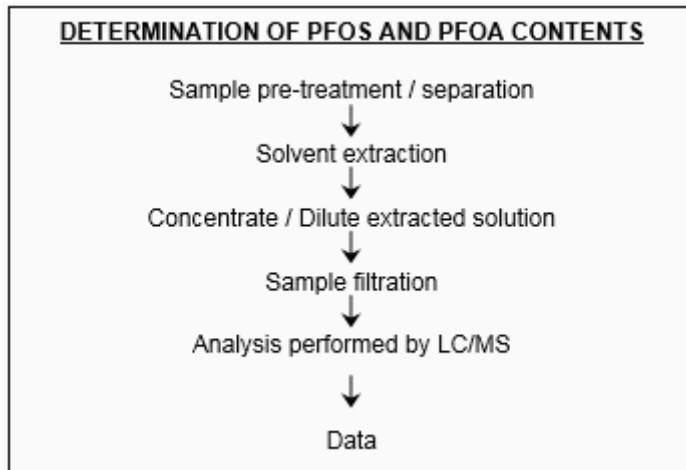 DETERMINATION OF PFOS AND PFOA CONTENTS
Sample pre-treatment / separation
Solvent extraction
Concentrate / Dilute extracted solution
Sample filtration
Analysis performed by LC/MS
Data